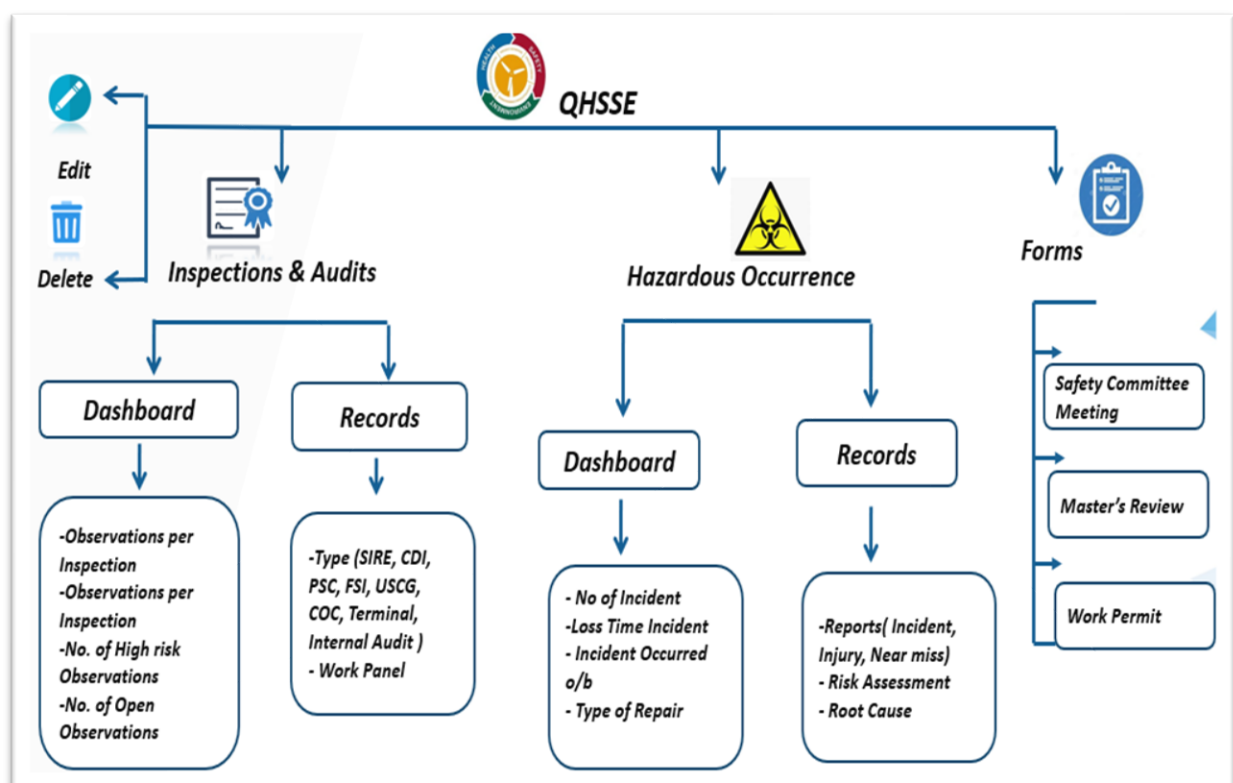 HEALTH
SAFETY
ENVIRONMENT
QHSSE
Edit
Delete
Inspections & Audits
Hazardous Occurrence
Forms
Dashboard
Records
Dashboard
Records
-Observations per
Inspection
-Observations per
Inspection
-No. of High risk
Observations
-No. of Open
Observations
-Type (SIRE, CDI,
PSC, FSI, USCG,
COC, Terminal,
Internal Audit )
- Work Panel
- No of Incident
-Loss Time Incident
- Incident Occurred
o/b
- Type of Repair
-Reports( Incident,
Injury, Near miss)
- Risk Assessment
- Root Cause
Safety Committee
Meeting
Master's Review
Work Permit